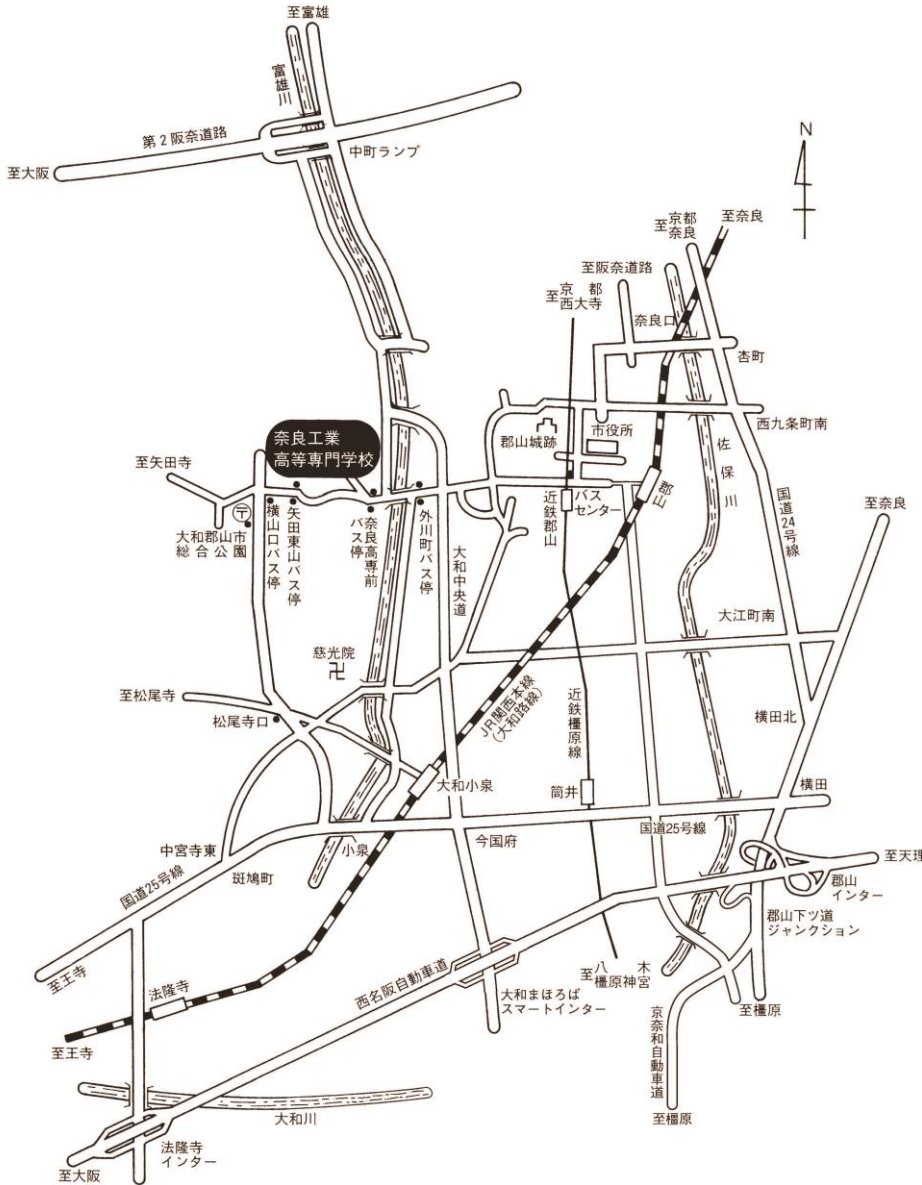 至富雄
富雄川
第2阪奈道路
至大阪
中町ランプ
N
至京都
奈良
至奈良
至阪奈道路
至京都
西大寺
奈良口
杏町
西九条町南
市役所
郡山城跡
奈良工業
高等専門学校
至矢田寺
〒
大和郡山市
総合公園
横山口バス停
矢田東山バス停
奈良高専前
バス停
外川町バス停
大和中央道
近鉄郡山
バス
センター
郡山
佐保川
国道24号線
至奈良
大江町南
慈光院
卍
至松尾寺
松尾寺口
JR関西本線
(大和路線)
近鉄橿原線
横田北
大和小泉
筒井
横田
中宮寺東
小泉
今国府
国道25号線
国道25号線
斑鳩町
至天理
郡山
インター
郡山下ツ道
ジャンクション
至王寺
法隆寺
西名阪自動車道
至八木
橿原神宮
大和まほろば
スマートインター
至橿原
京奈和自動車道
至王寺
大和川
至橿原
法隆寺
インター
至大阪